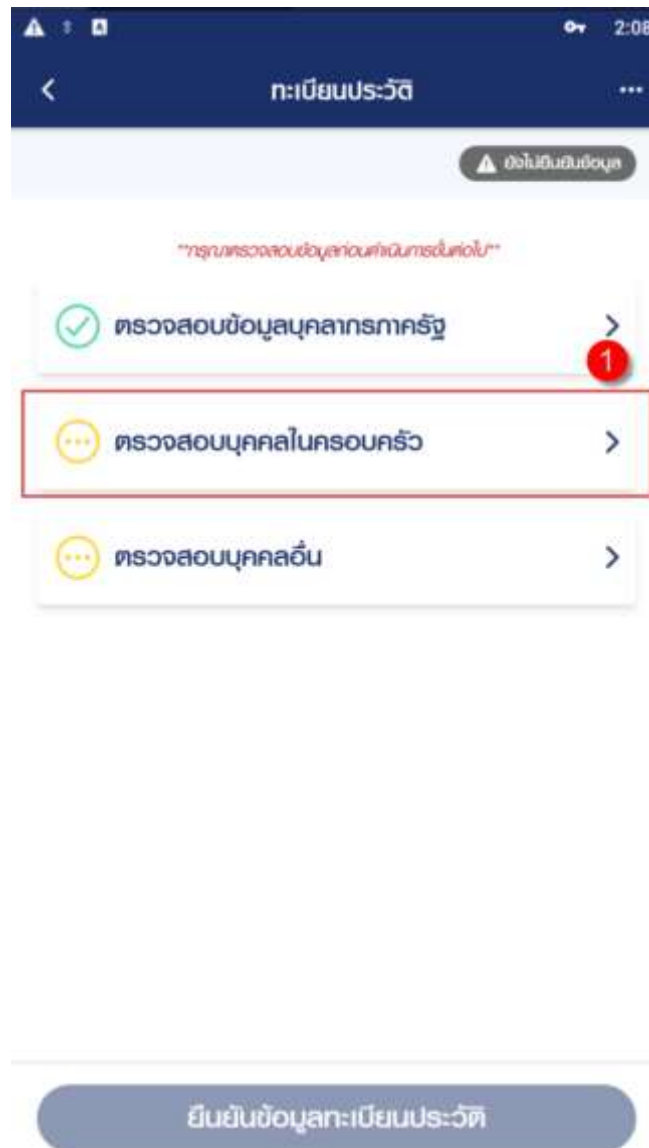 2:08
ทะเบียนประวัติ
ยังไม่ยืนยันข้อมูล
**กรุณาตรวจสอบข้อมูลก่อนดำเนินการขั้นต่อไป**
ตรวจสอบข้อมูลบุคลากรภาครัฐ
1
ตรวจสอบบุคคลในครอบครัว
ตรวจสอบบุคคลอื่น
ยืนยันข้อมูลทะเบียนประวัติ